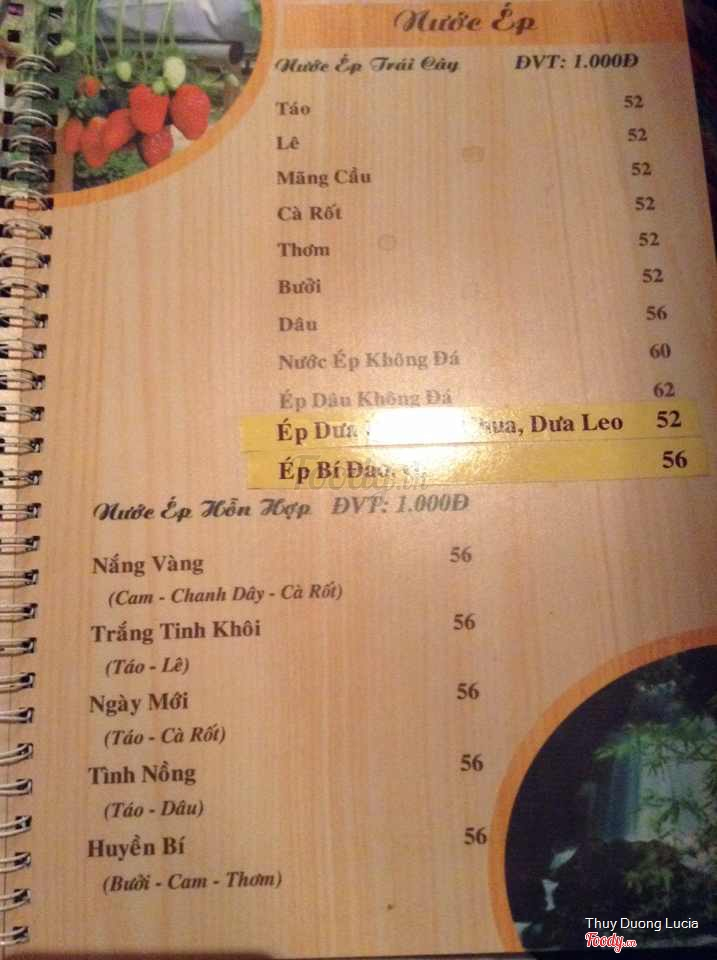 Nước Ép
Nước Ép Trái Cây ĐVT: 1.000Đ
Táo 52
Lê 52
Mãng Cầu 52
Cà Rốt 52
Thơm 52
Bưởi 52
Dâu 56
Nước Ép Không Đá 60
Ép Dâu Không Đá 62
Ép Dưa hua, Dưa Leo 52
Ép Bí Đao, 56
Foody.vn
Nước Ép Hỗn Hợp ĐVT: 1.000Đ
Nắng Vàng 56
(Cam - Chanh Dây - Cà Rốt)
Trắng Tinh Khôi 56
(Táo - Lê)
Ngày Mới 56
(Táo - Cà Rốt)
Tình Nồng 56
(Táo - Dâu)
Huyền Bí 56
(Bưởi - Cam - Thơm)
Thuy Duong Lucia
Foody.vn